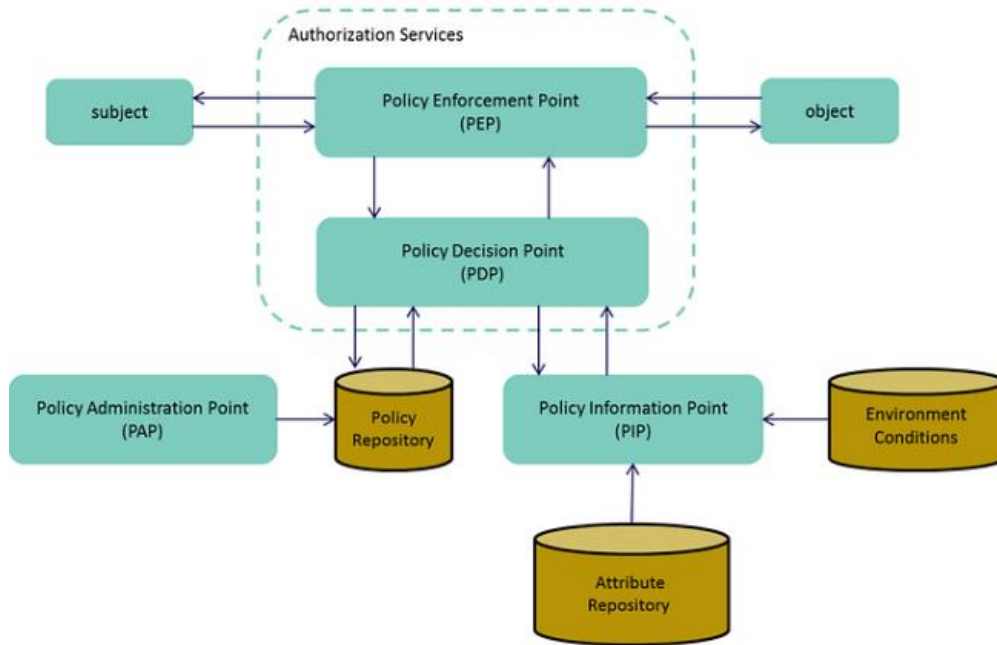 Authorization Services
subject
Policy Enforcement Point
(PEP)
object
Policy Decision Point
(PDP)
Policy Administration Point
(PAP)
Policy
Repository
Policy Information Point
(PIP)
Environment
Conditions
Attribute
Repository